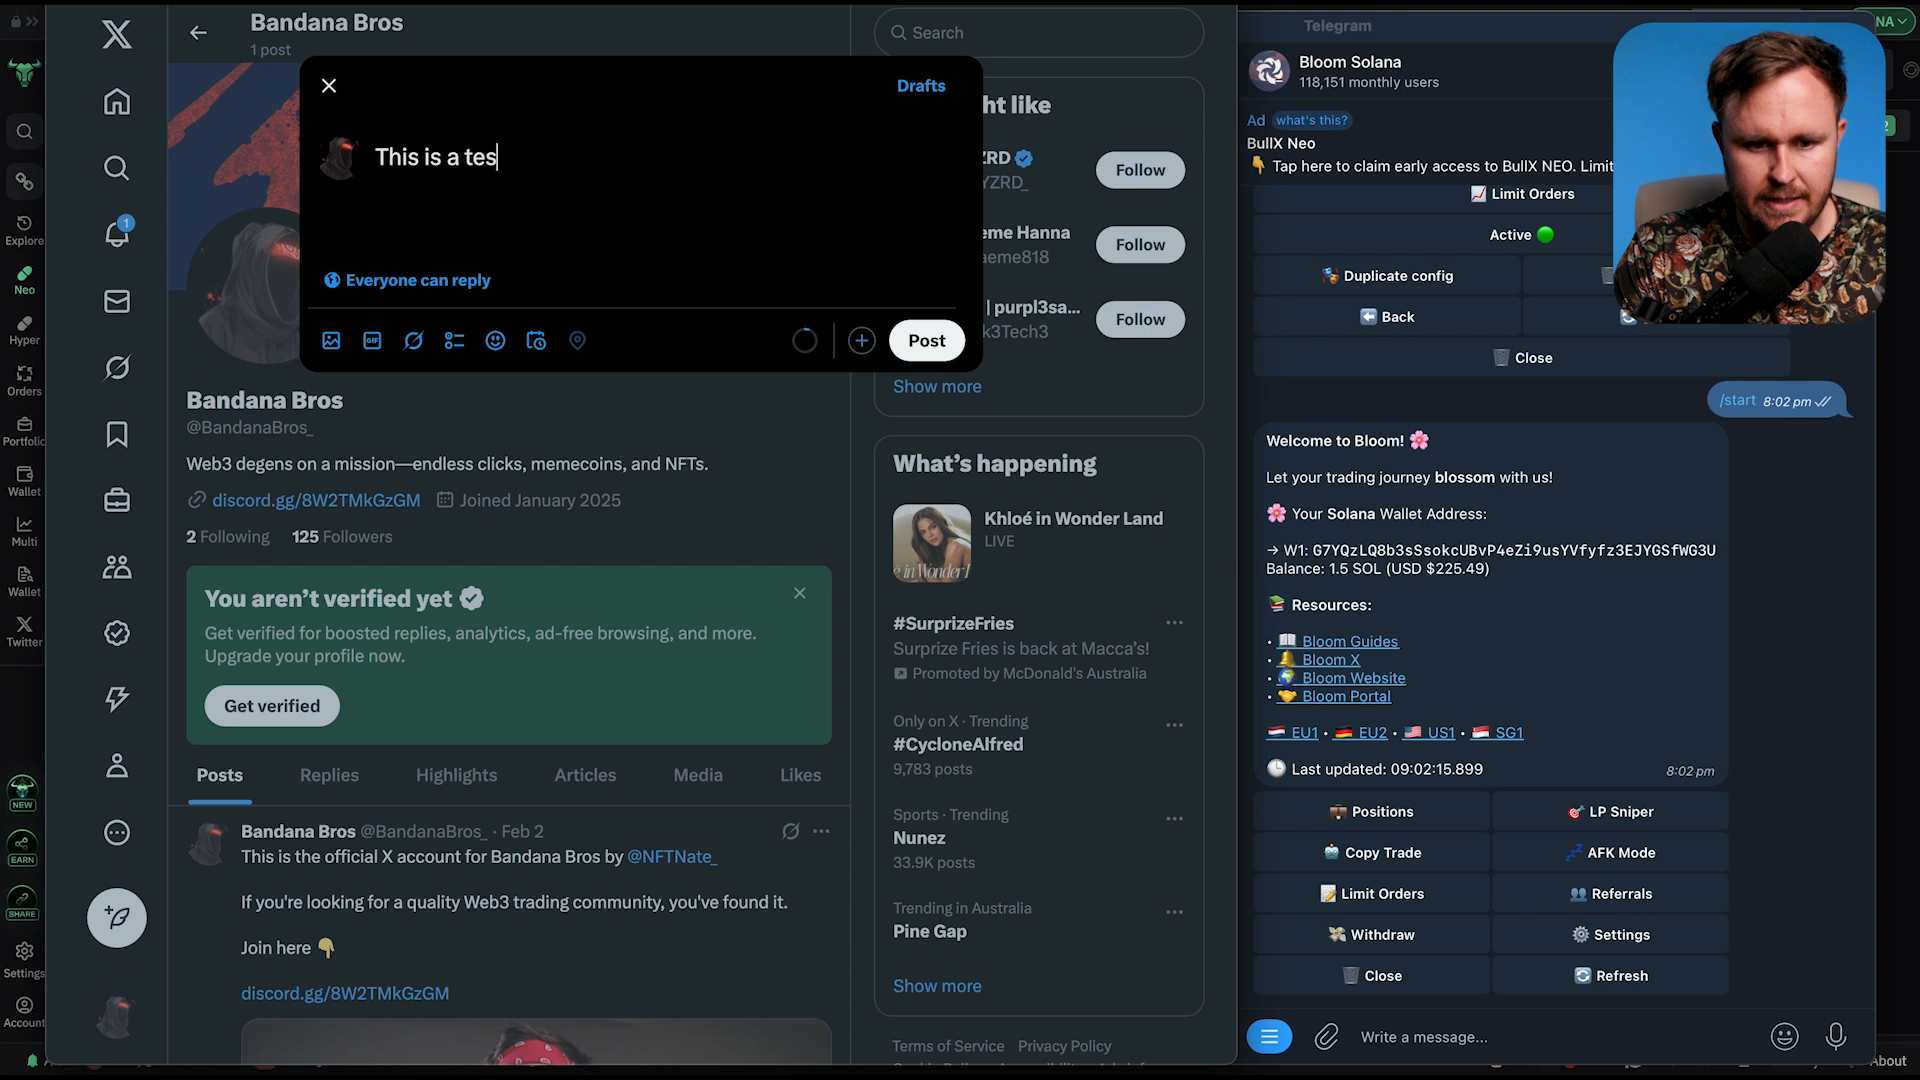 Explore
Neo
Hyper
Orders
Portfolio
Wallet
Multi
Wallet
Twitter
NEW
EARN
SHARE
Settings
Account
Bandana Bros
1 post
Drafts
This is a tes
Everyone can reply
GIF
Post
1
Bandana Bros
@BandanaBros_
Web3 degens on a mission—endless clicks, memecoins, and NFTs.
discord.gg/8W2TMkGzGM Joined January 2025
2 Following 125 Followers
You aren’t verified yet
Get verified for boosted replies, analytics, ad-free browsing, and more.
Upgrade your profile now.
Get verified
Posts Replies Highlights Articles Media Likes
Bandana Bros @BandanaBros_ · Feb 2
This is the official X account for Bandana Bros by @NFTNate_
If you're looking for a quality Web3 trading community, you've found it.
Join here
discord.gg/8W2TMkGzGM
Search
ht like
ZRD
YZRD_
Follow
eme Hanna
aeme818
Follow
| purpl3sa...
k3Tech3
Follow
Show more
What’s happening
Khloé in Wonder Land
LIVE
#SurprizeFries
Surprize Fries is back at Macca’s!
Promoted by McDonald's Australia
Only on X · Trending
#CycloneAlfred
9,783 posts
Sports · Trending
Nunez
33.9K posts
Trending in Australia
Pine Gap
Show more
Terms of Service Privacy Policy
Telegram
NA
Bloom Solana
118,151 monthly users
Ad what's this?
BullX Neo
Tap here to claim early access to BullX NEO. Limit
Limit Orders
Active
Duplicate config
Back
Close
/start 8:02 pm
Welcome to Bloom!
Let your trading journey blossom with us!
Your Solana Wallet Address:
→ W1: G7YQzLQ8b3sSsokcUBvP4eZi9usYVfyfz3EJYGSfWG3U
Balance: 1.5 SOL (USD $225.49)
Resources:
• Bloom Guides
• Bloom X
• Bloom Website
• Bloom Portal
EU1 • EU2 • US1 • SG1
Last updated: 09:02:15.899
8:02 pm
Positions LP Sniper
Copy Trade AFK Mode
Limit Orders Referrals
Withdraw Settings
Close Refresh
Write a message...
About